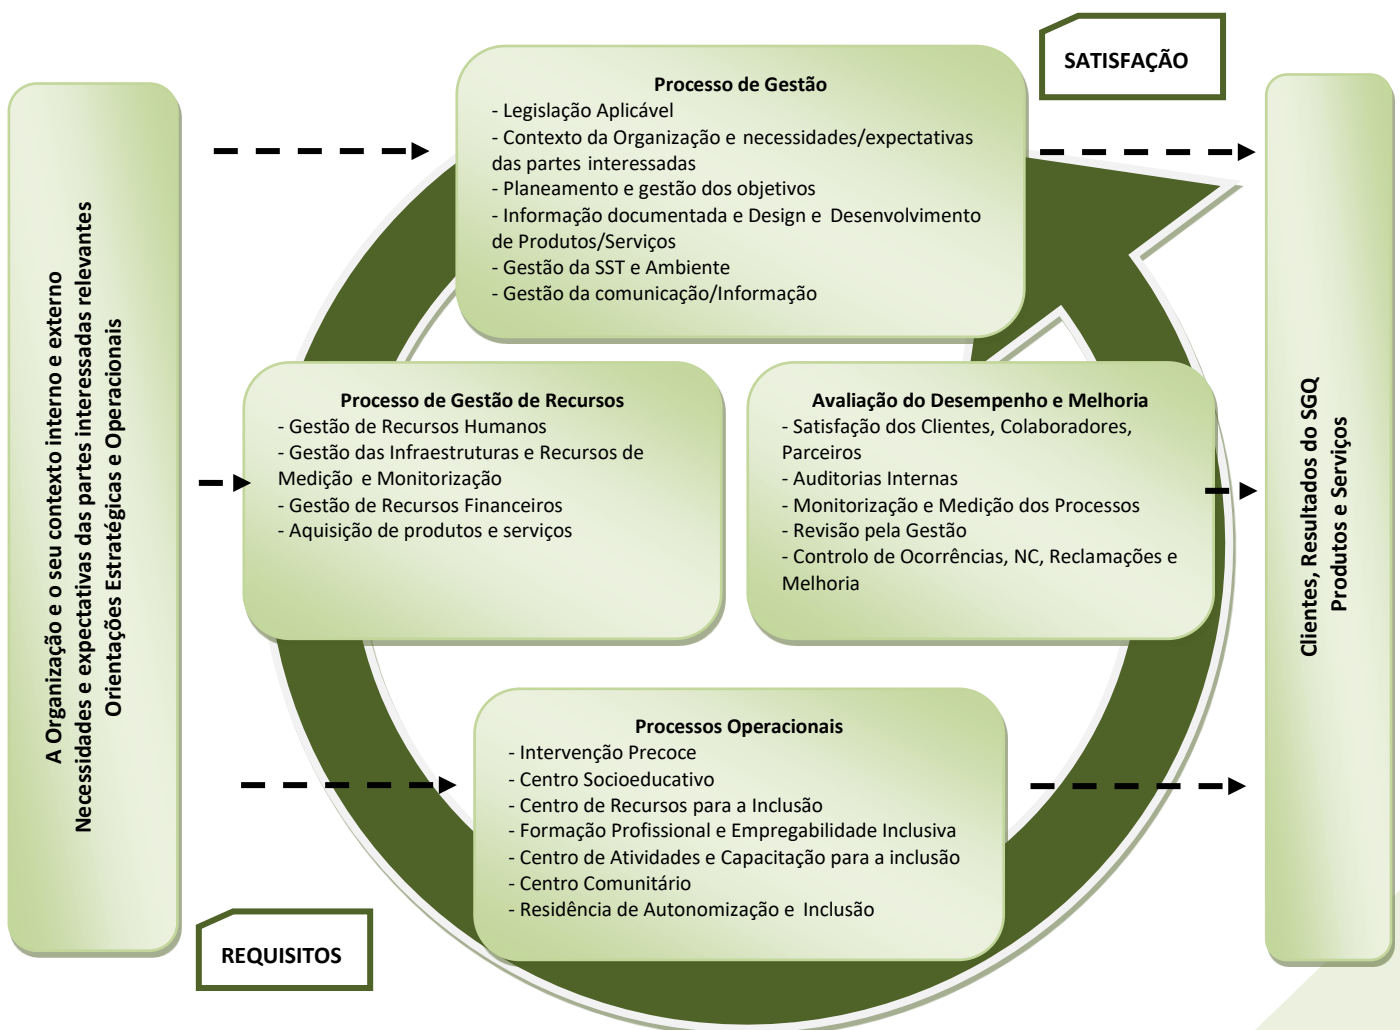 SATISFAÇÃO
A Organização e o seu contexto interno e externo
Necessidades e expectativas das partes interessadas relevantes
Orientações Estratégicas e Operacionais
Processo de Gestão
- Legislação Aplicável
- Contexto da Organização e necessidades/expectativas
das partes interessadas
- Planeamento e gestão dos objetivos
- Informação documentada e Design e Desenvolvimento
de Produtos/Serviços
- Gestão da SST e Ambiente
- Gestão da comunicação/Informação
Processo de Gestão de Recursos
- Gestão de Recursos Humanos
- Gestão das Infraestruturas e Recursos de
Medição e Monitorização
- Gestão de Recursos Financeiros
- Aquisição de produtos e serviços
Avaliação do Desempenho e Melhoria
- Satisfação dos Clientes, Colaboradores,
Parceiros
- Auditorias Internas
- Monitorização e Medição dos Processos
- Revisão pela Gestão
- Controlo de Ocorrências, NC, Reclamações e
Melhoria
Processos Operacionais
- Intervenção Precoce
- Centro Socioeducativo
- Centro de Recursos para a Inclusão
- Formação Profissional e Empregabilidade Inclusiva
- Centro de Atividades e Capacitação para a inclusão
- Centro Comunitário
- Residência de Autonomização e Inclusão
Clientes, Resultados do SGQ
Produtos e Serviços
REQUISITOS